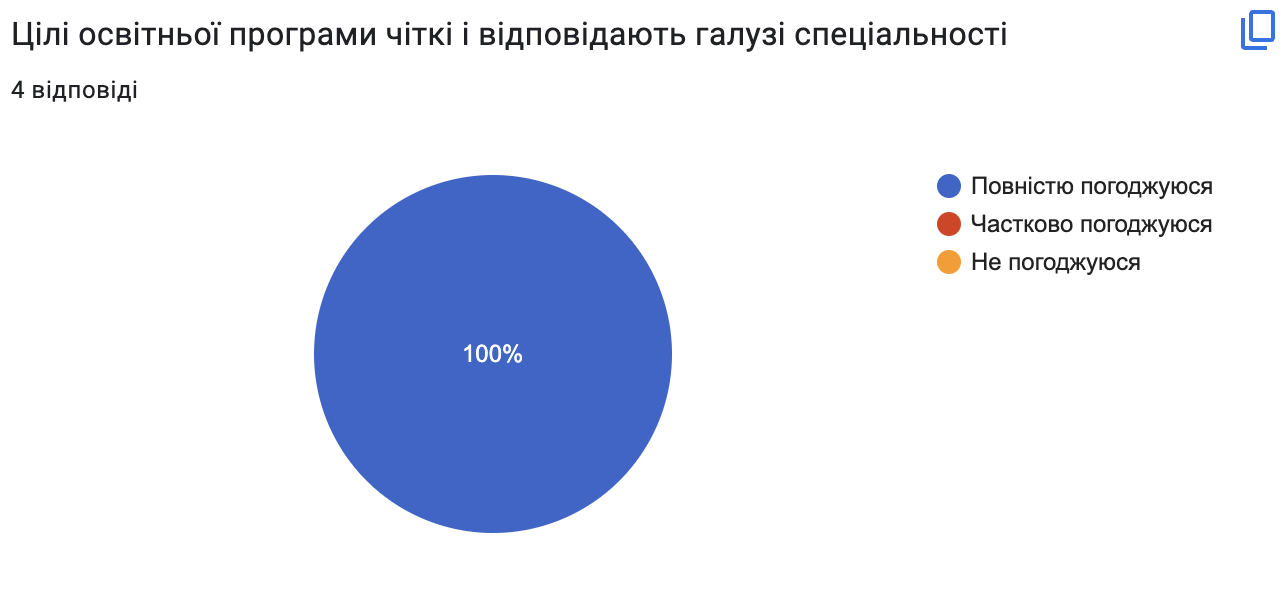 Цілі освітньої програми чіткі і відповідають галузі спеціальності
4 відповіді
100%
Повністю погоджуюся
Частково погоджуюся
Не погоджуюся